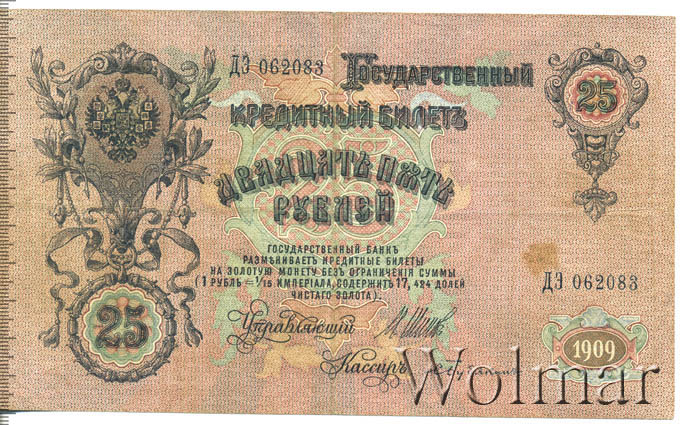 ДЭ 062083
Государственный
Кредитный Билетъ
Двадцать пять
рублей
25
Государственный Банкъ
размѣниваетъ кредитные билеты
на золотую монету безъ ограниченія суммы
(1 рубль = 1/15 имперіала, содержитъ 17,424 долей
чистаго золота).
ДЭ 062083
25
Управляющій
Кассиръ
1909
Wolmar